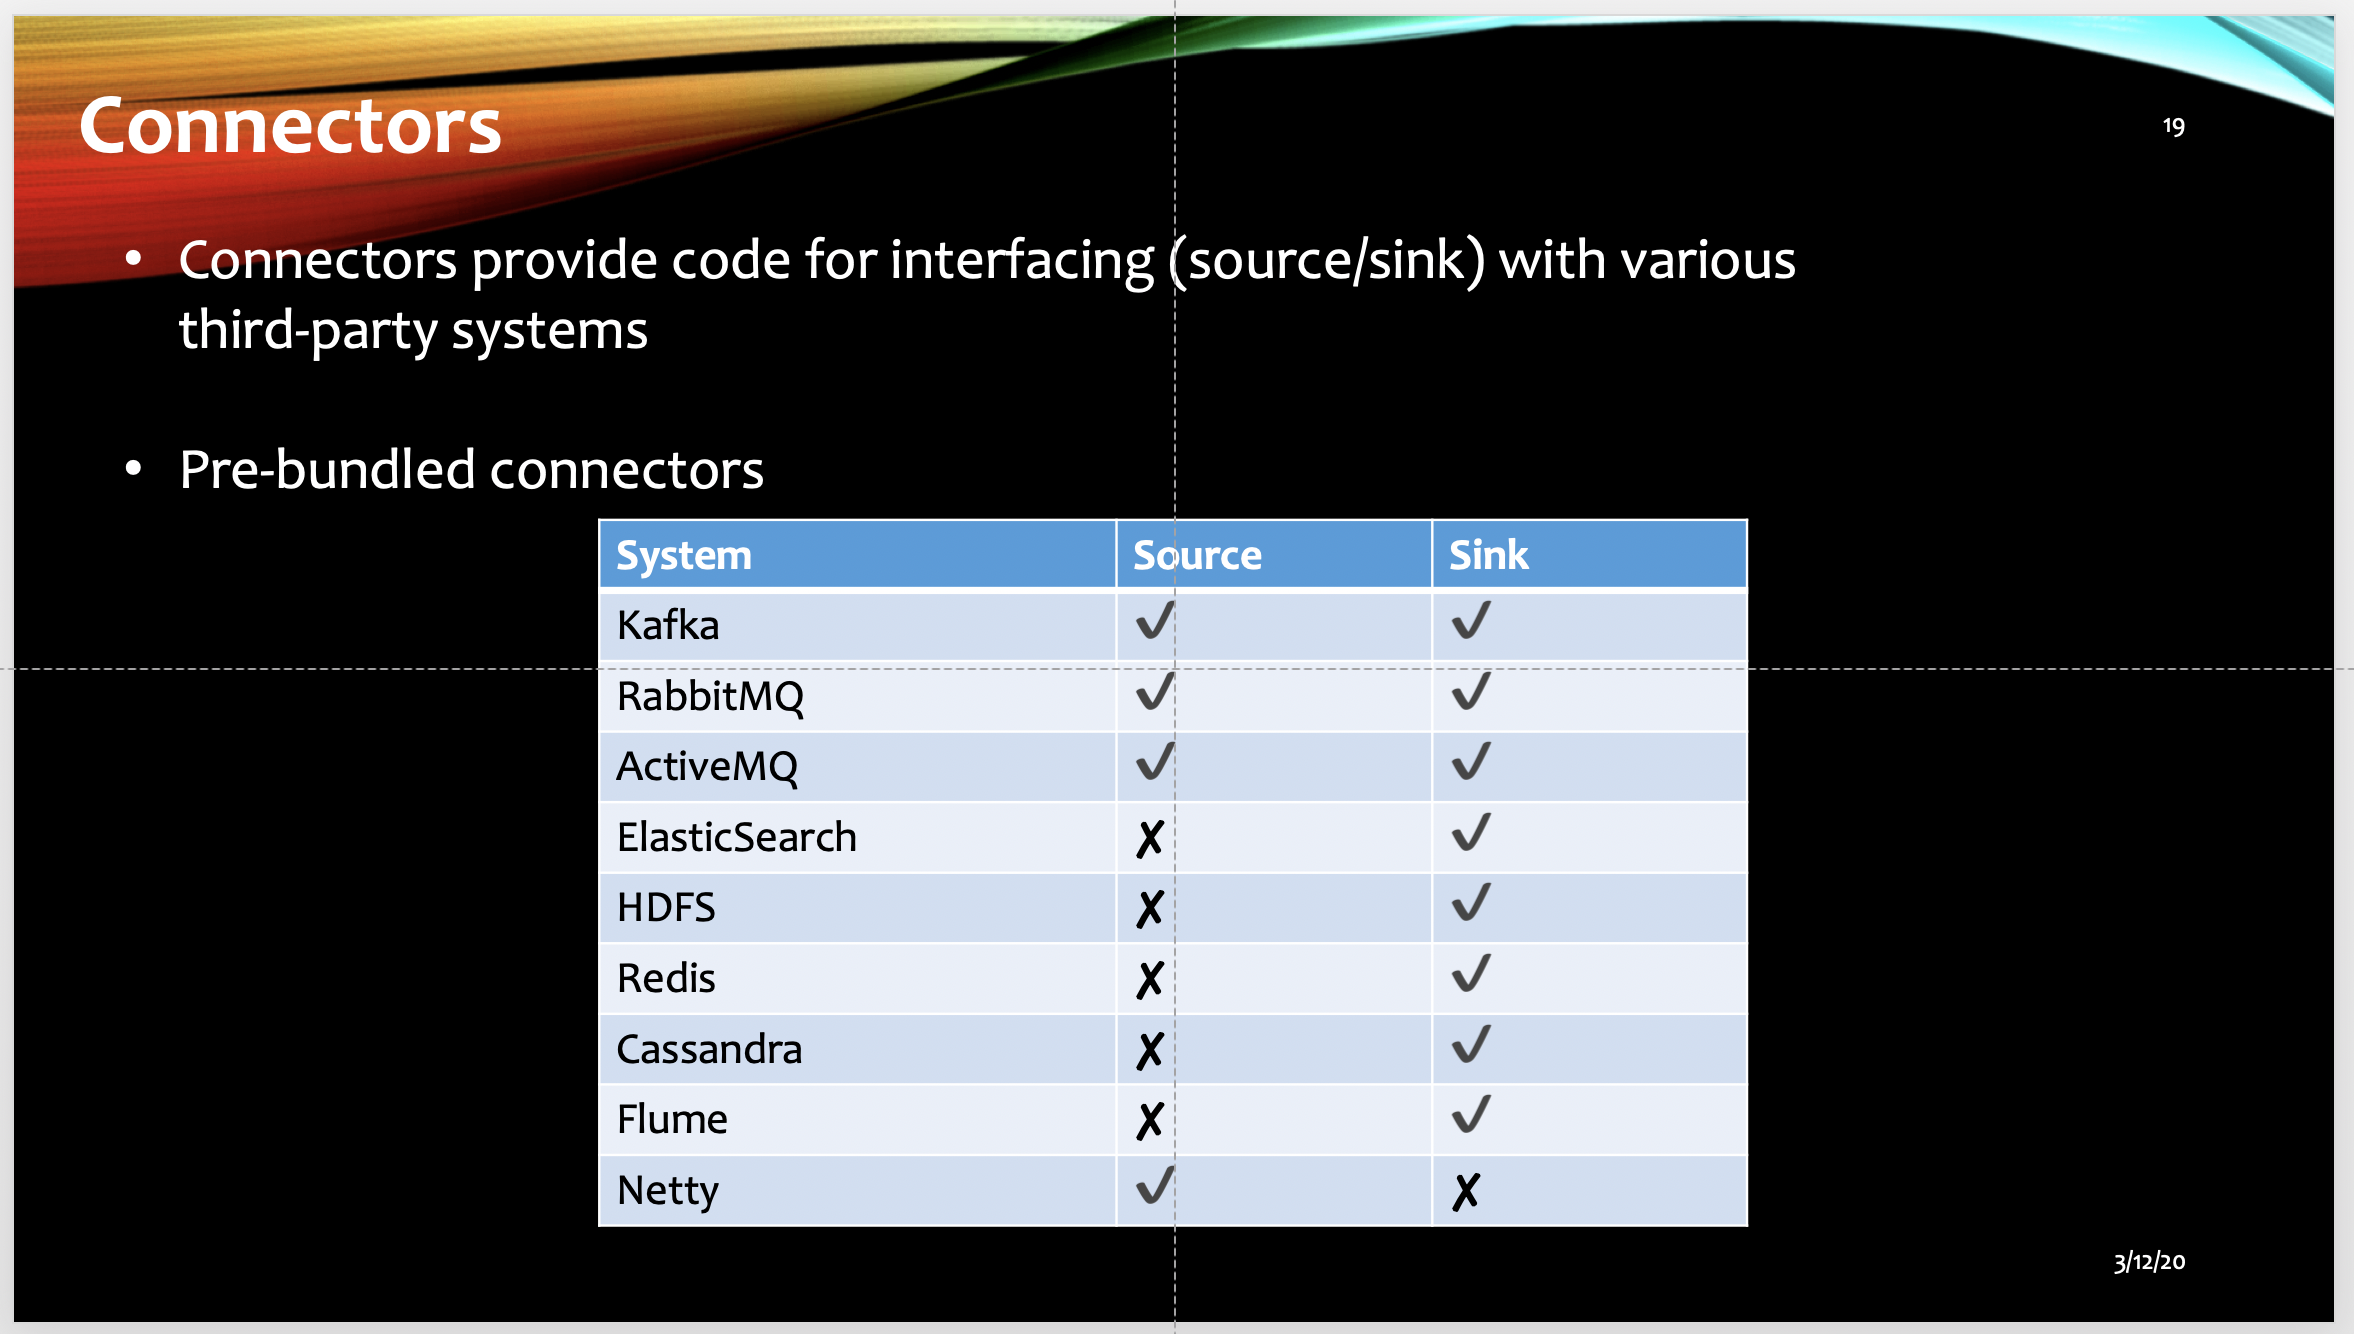 Connectors
19
• Connectors provide code for interfacing (source/sink) with various
third-party systems
• Pre-bundled connectors
System Source Sink
Kafka ✓ ✓
RabbitMQ ✓ ✓
ActiveMQ ✓ ✓
ElasticSearch ✗ ✓
HDFS ✗ ✓
Redis ✗ ✓
Cassandra ✗ ✓
Flume ✗ ✓
Netty ✓ ✗
3/12/20